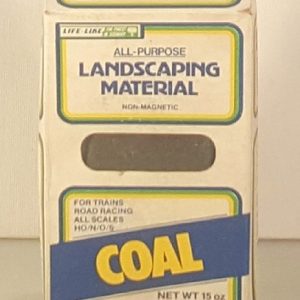 LIFE-LIKE
ALL-PURPOSE
LANDSCAPING
MATERIAL
NON-MAGNETIC
FOR TRAINS
ROAD RACING
ALL SCALES
HO/N/O/S
COAL
NET WT 15 oz